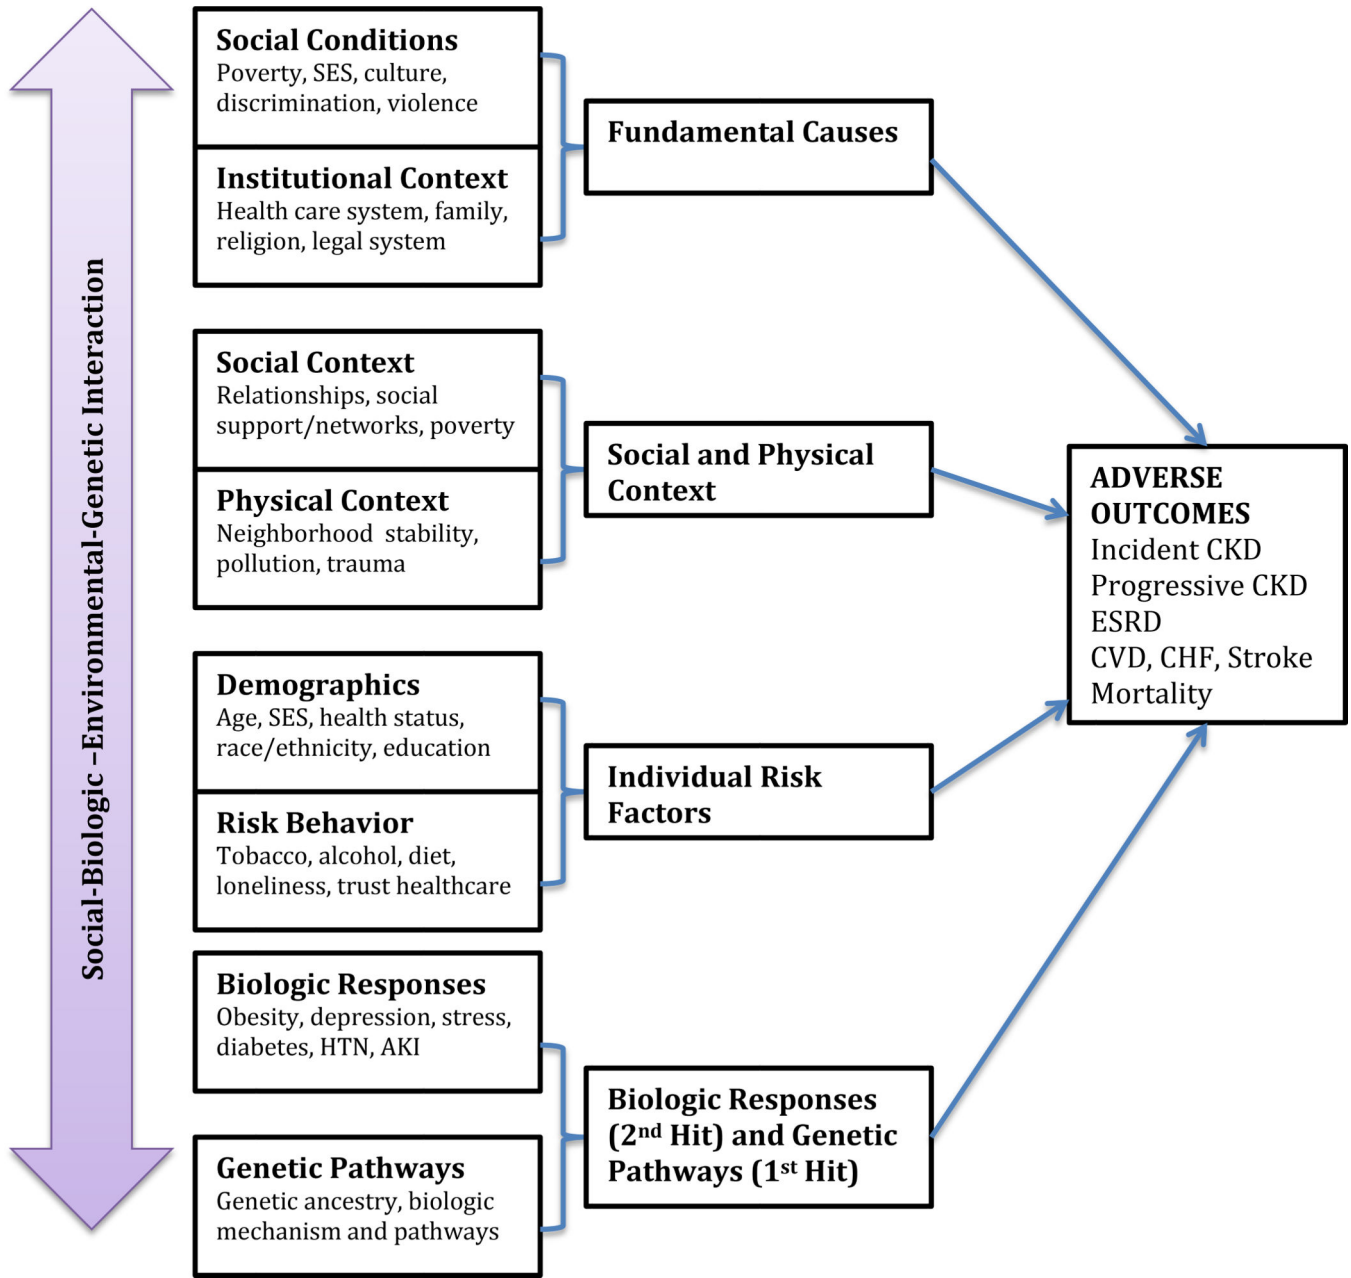 Social-Biologic –Environmental-Genetic Interaction
Social Conditions
Poverty, SES, culture,
discrimination, violence
Institutional Context
Health care system, family,
religion, legal system
Fundamental Causes
Social Context
Relationships, social
support/networks, poverty
Physical Context
Neighborhood  stability,
pollution, trauma
Social and Physical
Context
Demographics
Age, SES, health status,
race/ethnicity, education
Risk Behavior
Tobacco, alcohol, diet,
loneliness, trust healthcare
Individual Risk
Factors
Biologic Responses
Obesity, depression, stress,
diabetes, HTN, AKI
Genetic Pathways
Genetic ancestry, biologic
mechanism and pathways
Biologic Responses
(2nd Hit) and Genetic
Pathways (1st Hit)
ADVERSE
OUTCOMES
Incident CKD
Progressive CKD
ESRD
CVD, CHF, Stroke
Mortality